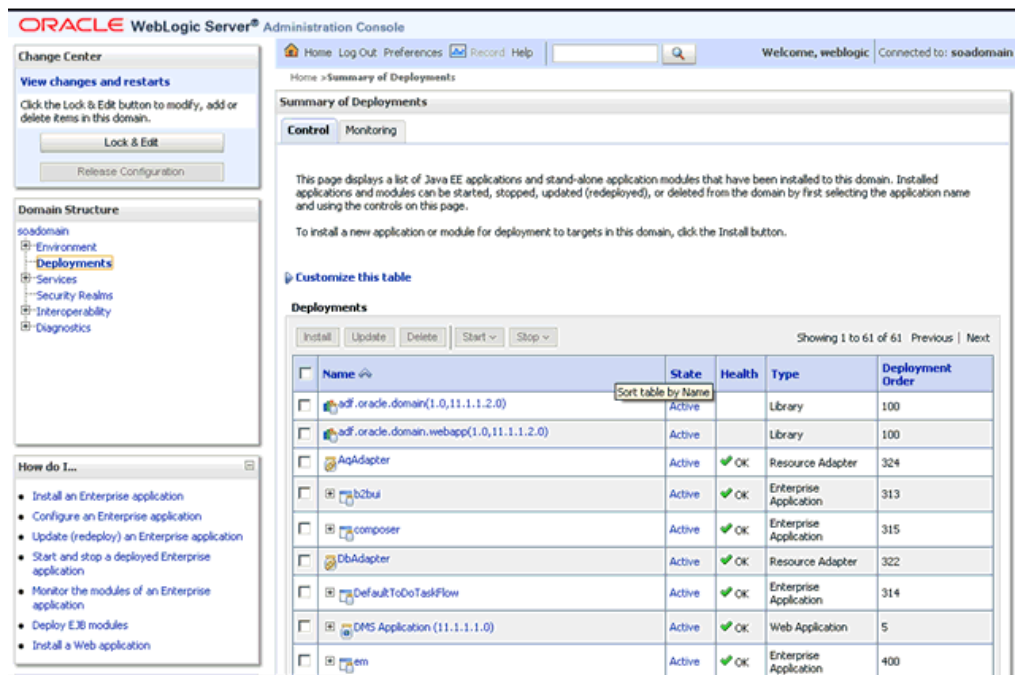 ORACLE WebLogic Server® Administration Console
Change Center
View changes and restarts
Click the Lock & Edit button to modify, add or
delete items in this domain.
Lock & Edit
Release Configuration
Domain Structure
soadomain
Environment
Deployments
Services
Security Realms
Interoperability
Diagnostics
How do I...
Install an Enterprise application
Configure an Enterprise application
Update (redeploy) an Enterprise application
Start and stop a deployed Enterprise
application
Monitor the modules of an Enterprise
application
Deploy EJB modules
Install a Web application
Home Log Out Preferences Record Help
Welcome, weblogic Connected to: soadomain
Home >Summary of Deployments
Summary of Deployments
Control Monitoring
This page displays a list of Java EE applications and stand-alone application modules that have been installed to this domain. Installed
applications and modules can be started, stopped, updated (redeployed), or deleted from the domain by first selecting the application name
and using the controls on this page.
To install a new application or module for deployment to targets in this domain, click the Install button.
Customize this table
Deployments
Install Update Delete Start Stop Showing 1 to 61 of 61 Previous | Next
Name State Health Type Deployment
Order
Sort table by Name
adf.oracle.domain(1.0,11.1.1.2.0) Active Library 100
adf.oracle.domain.webapp(1.0,11.1.1.2.0) Active Library 100
AqAdapter Active OK Resource Adapter 324
b2bui Active OK Enterprise
Application 313
composer Active OK Enterprise
Application 315
DbAdapter Active OK Resource Adapter 322
DefaultToDoTaskFlow Active OK Enterprise
Application 314
DMS Application (11.1.1.1.0) Active OK Web Application 5
em Active OK Enterprise
Application 400